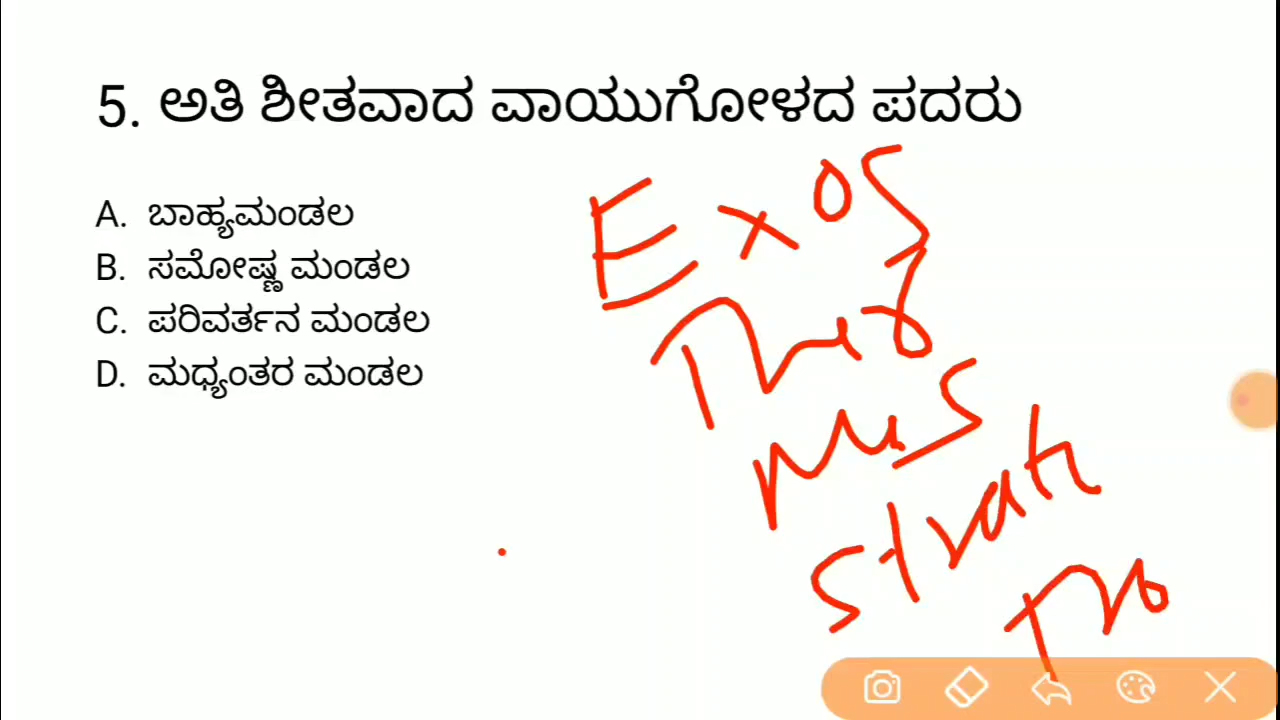 5. ಅತಿ ಶೀತವಾದ ವಾಯುಗೋಳದ ಪದರು
A. ಬಾಹ್ಯಮಂಡಲ
B. ಸಮೋಷ್ಣ ಮಂಡಲ
C. ಪರಿವರ್ತನ ಮಂಡಲ
D. ಮಧ್ಯಂತರ ಮಂಡಲ
Exos
Mes
Strat
Tro